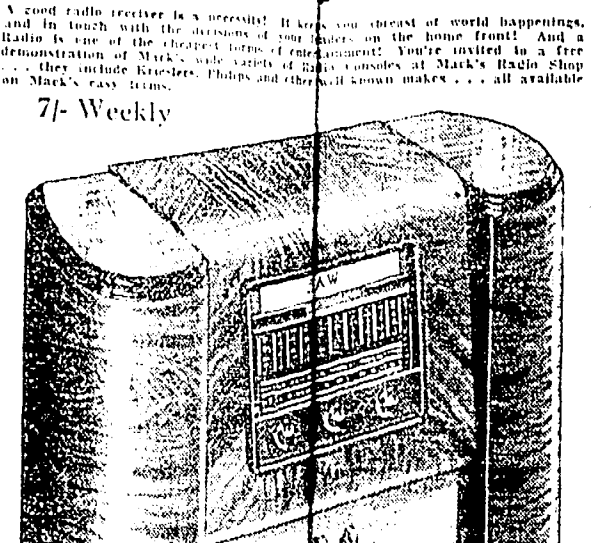 A good radio receiver is a necessity! It keeps you abreast of world happenings,
and in touch with the decisions of your leaders on the home front! And a
Radio is one of the cheapest forms of entertainment! You're invited to a free
demonstration of Mack's wide variety of Radio Consoles at Mack's Radio Shop
. . . they include Krieslers, Philips and other well known makes . . . all available
on Mack's easy terms.
7/- Weekly
AW